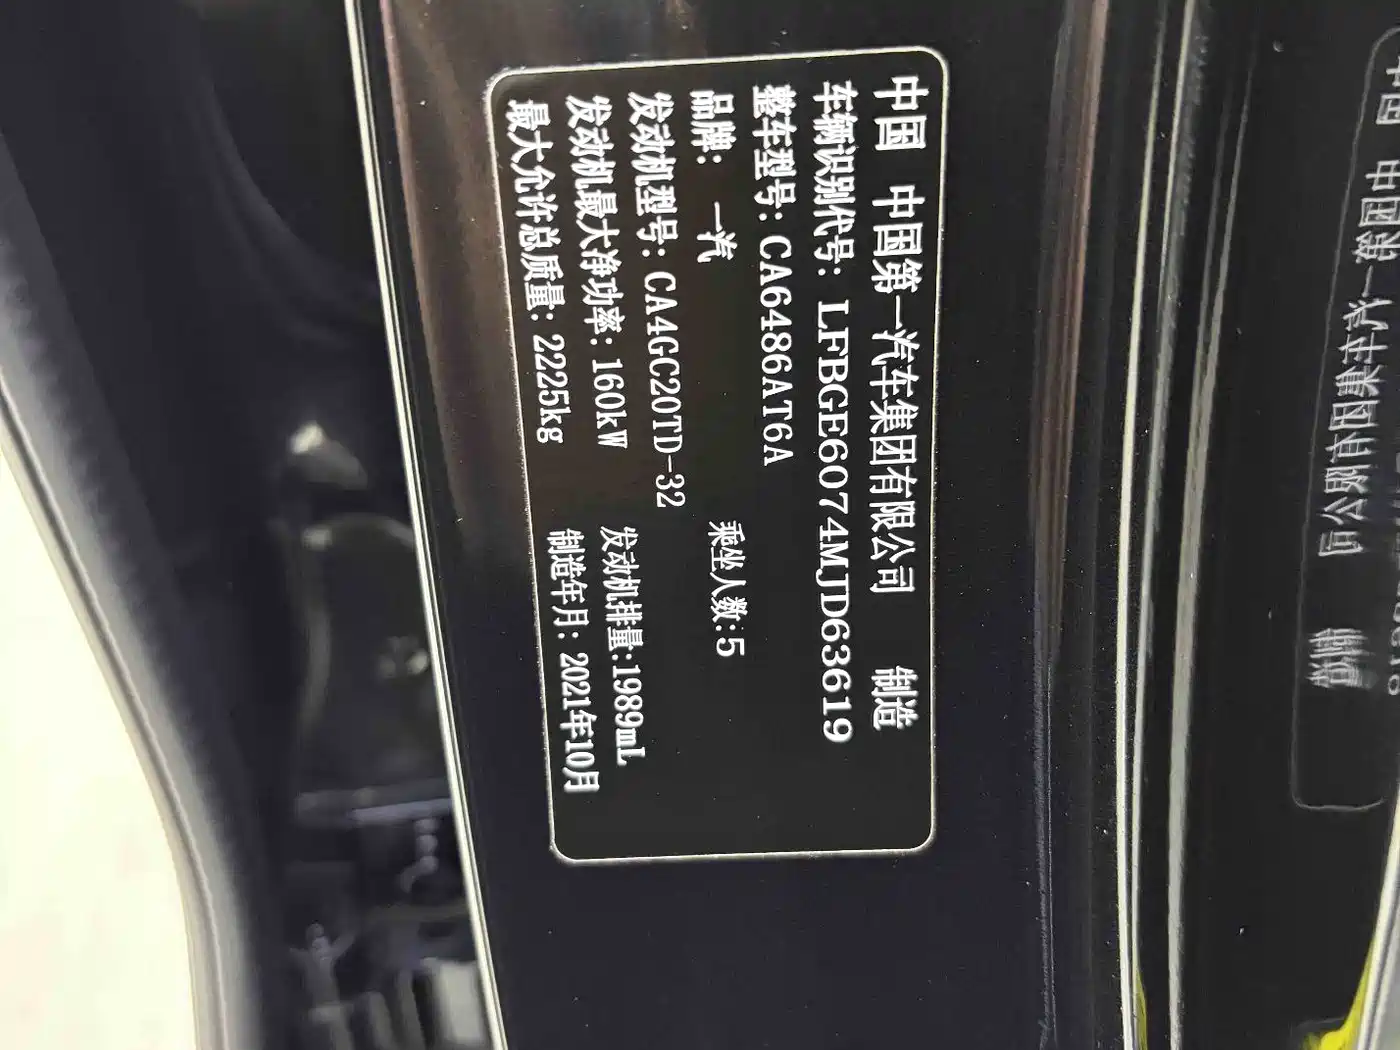 中国 中国第一汽车集团有限公司 制造
车辆识别代号: LFBGE6074MJD63619
整车型号: CA6486AT6A
品牌: 一汽 乘坐人数:5
发动机型号: CA4GC20TD-32
发动机最大净功率: 160kW 发动机排量:1989mL
最大允许总质量: 2225kg 制造年月: 2021年10月